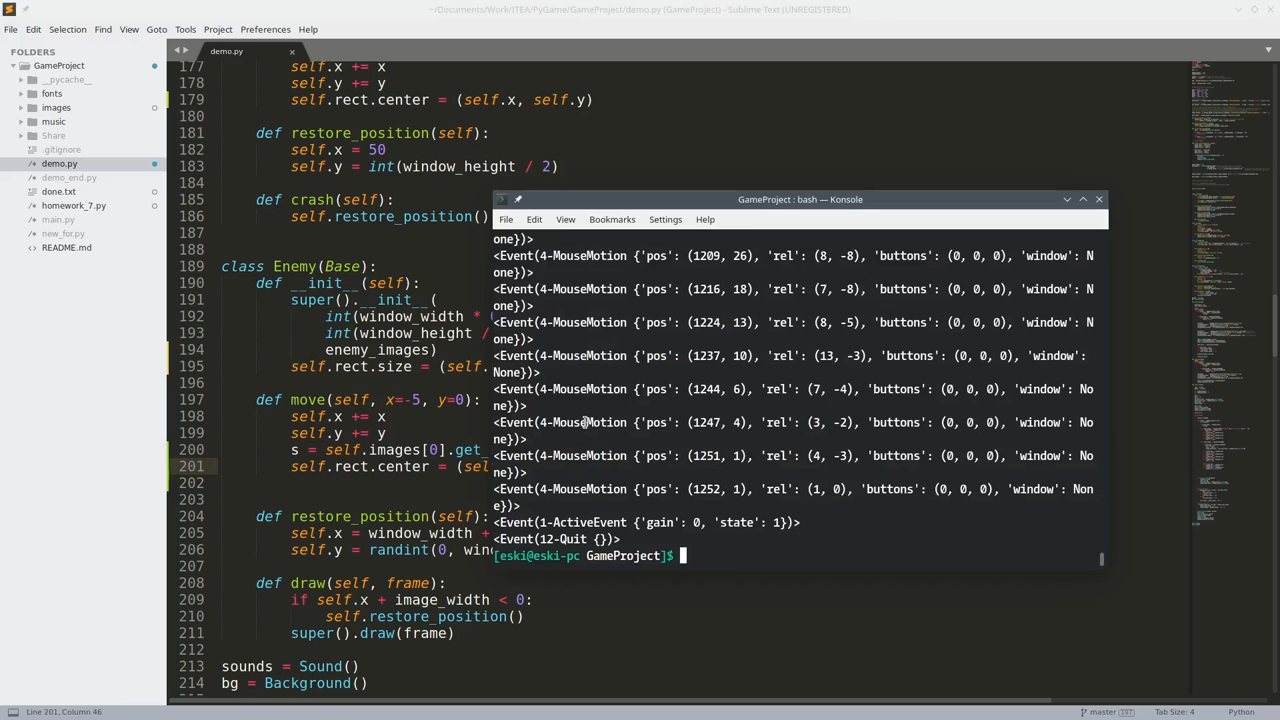 ~/Documents/Work/ITEA/PyGame/GameProject/demo.py (GameProject) - Sublime Text (UNREGISTERED)
File Edit Selection Find View Goto Tools Project Preferences Help
FOLDERS
GameProject
__pycache__
fonts
images
music
Share
.gitignore
demo.py
demo_end.py
done.txt
homework_7.py
main.py
new_for.py
README.md
demo.py
177 self.x += x
178 self.y += y
179 self.rect.center = (self.x, self.y)
180
181 def restore_position(self):
182 self.x = 50
183 self.y = int(window_height / 2)
184
185 def crash(self):
186 self.restore_position()
187
188
189 class Enemy(Base):
190 def __init__(self):
191 super().__init__(
192 int(window_width *
193 int(window_height /
194 enemy_images)
195 self.rect.size = (self.
196
197 def move(self, x=-5, y=0):
198 self.x += x
199 self.y += y
200 s = self.images[0].get_
201 self.rect.center = (sel
202
203
204 def restore_position(self):
205 self.x = window_width +
206 self.y = randint(0, win
207
208 def draw(self, frame):
209 if self.x + image_width < 0:
210 self.restore_position()
211 super().draw(frame)
212
213 sounds = Sound()
214 bg = Background()
GameProject : bash — Konsole
File Edit View Bookmarks Settings Help
one})>
<Event(4-MouseMotion {'pos': (1209, 26), 'rel': (8, -8), 'buttons': (0, 0, 0), 'window': N
one})>
<Event(4-MouseMotion {'pos': (1216, 18), 'rel': (7, -8), 'buttons': (0, 0, 0), 'window': N
one})>
<Event(4-MouseMotion {'pos': (1224, 13), 'rel': (8, -5), 'buttons': (0, 0, 0), 'window': N
one})>
<Event(4-MouseMotion {'pos': (1237, 10), 'rel': (13, -3), 'buttons': (0, 0, 0), 'window':
None})>
<Event(4-MouseMotion {'pos': (1244, 6), 'rel': (7, -4), 'buttons': (0, 0, 0), 'window': No
ne})>
<Event(4-MouseMotion {'pos': (1247, 4), 'rel': (3, -2), 'buttons': (0, 0, 0), 'window': No
ne})>
<Event(4-MouseMotion {'pos': (1251, 1), 'rel': (4, -3), 'buttons': (0, 0, 0), 'window': No
ne})>
<Event(4-MouseMotion {'pos': (1252, 1), 'rel': (1, 0), 'buttons': (0, 0, 0), 'window': Non
e})>
<Event(1-ActiveEvent {'gain': 0, 'state': 1})>
<Event(12-Quit {})>
[eski@eski-pc GameProject]$
Line 201, Column 46
master 197
Tab Size: 4
Python